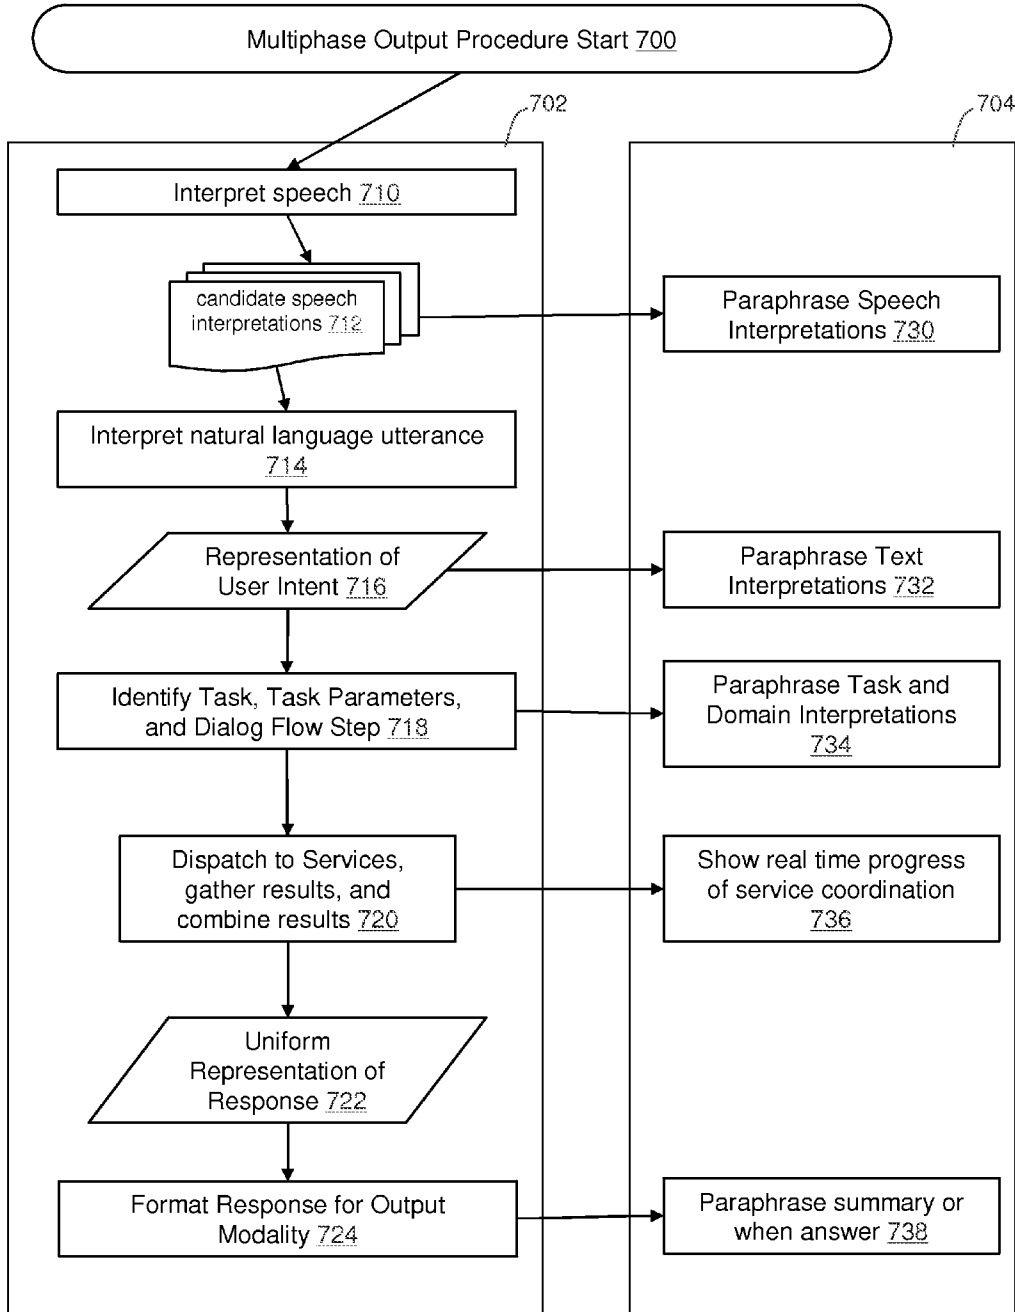 Multiphase Output Procedure Start 700
702
704
Interpret speech 710
candidate speech
interpretations 712
Paraphrase Speech
Interpretations 730
Interpret natural language utterance
714
Representation of
User Intent 716
Paraphrase Text
Interpretations 732
Identify Task, Task Parameters,
and Dialog Flow Step 718
Paraphrase Task and
Domain Interpretations
734
Dispatch to Services,
gather results, and
combine results 720
Show real time progress
of service coordination
736
Uniform
Representation of
Response 722
Format Response for Output
Modality 724
Paraphrase summary or
when answer 738